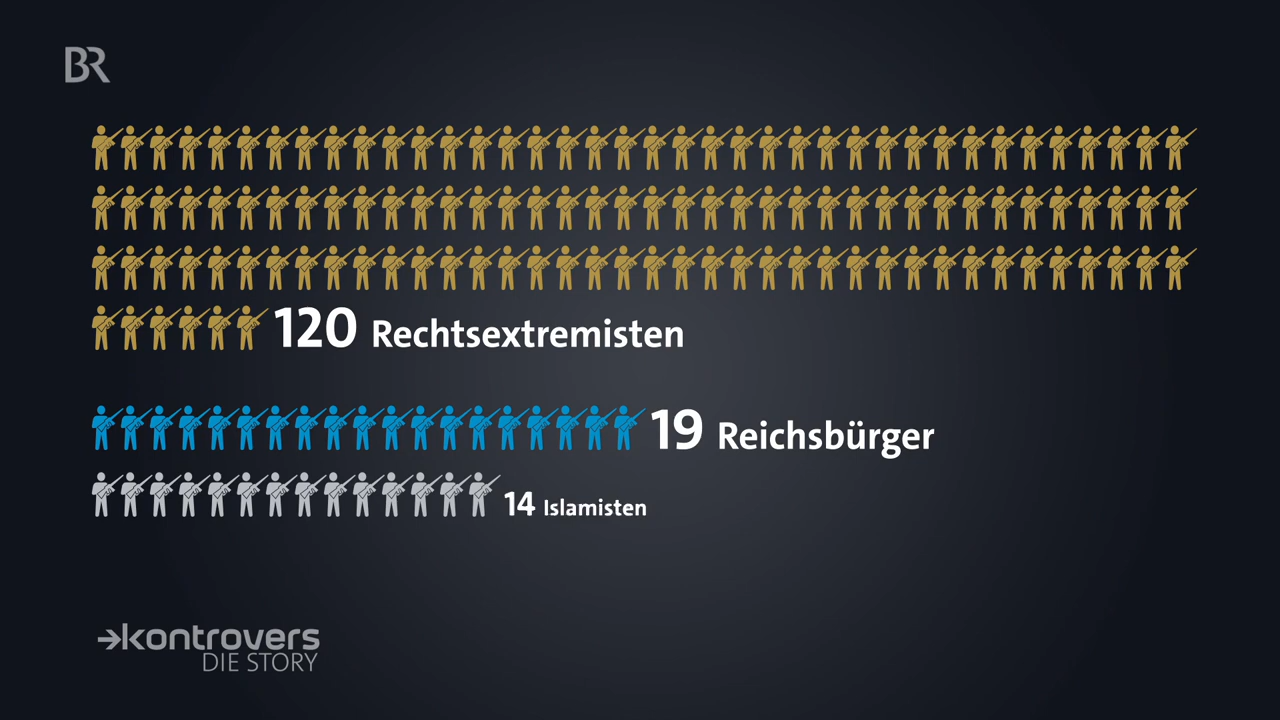 BR
120 Rechtsextremisten
19 Reichsbürger
14 Islamisten
kontrovers
DIE STORY